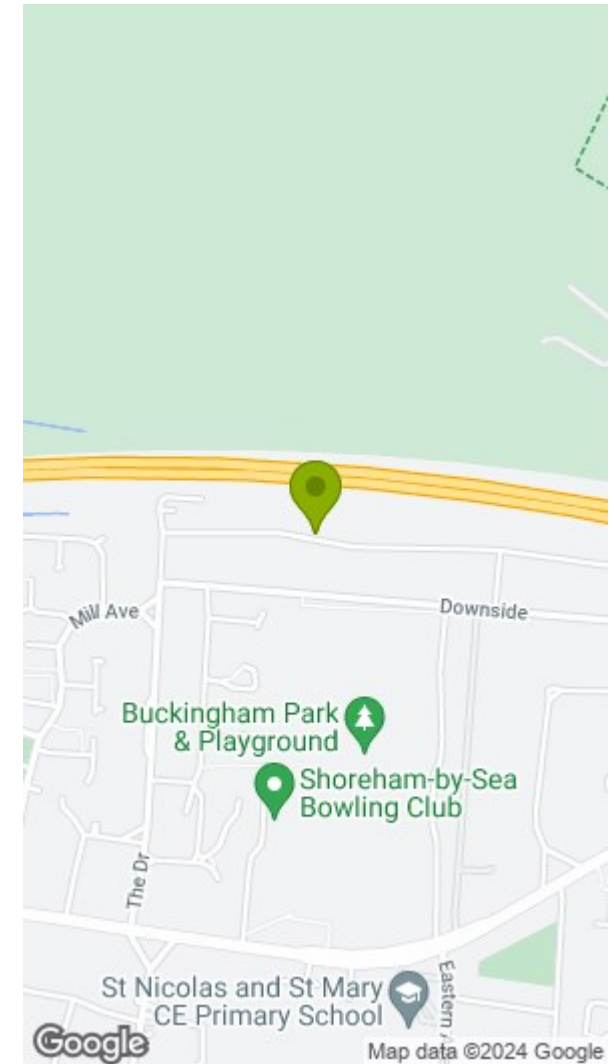 Mill Ave
Downside
Buckingham Park
& Playground
Shoreham-by-Sea
Bowling Club
The Dr
St Nicolas and St Mary
CE Primary School
Eastern
Google
Map data ©2024 Google